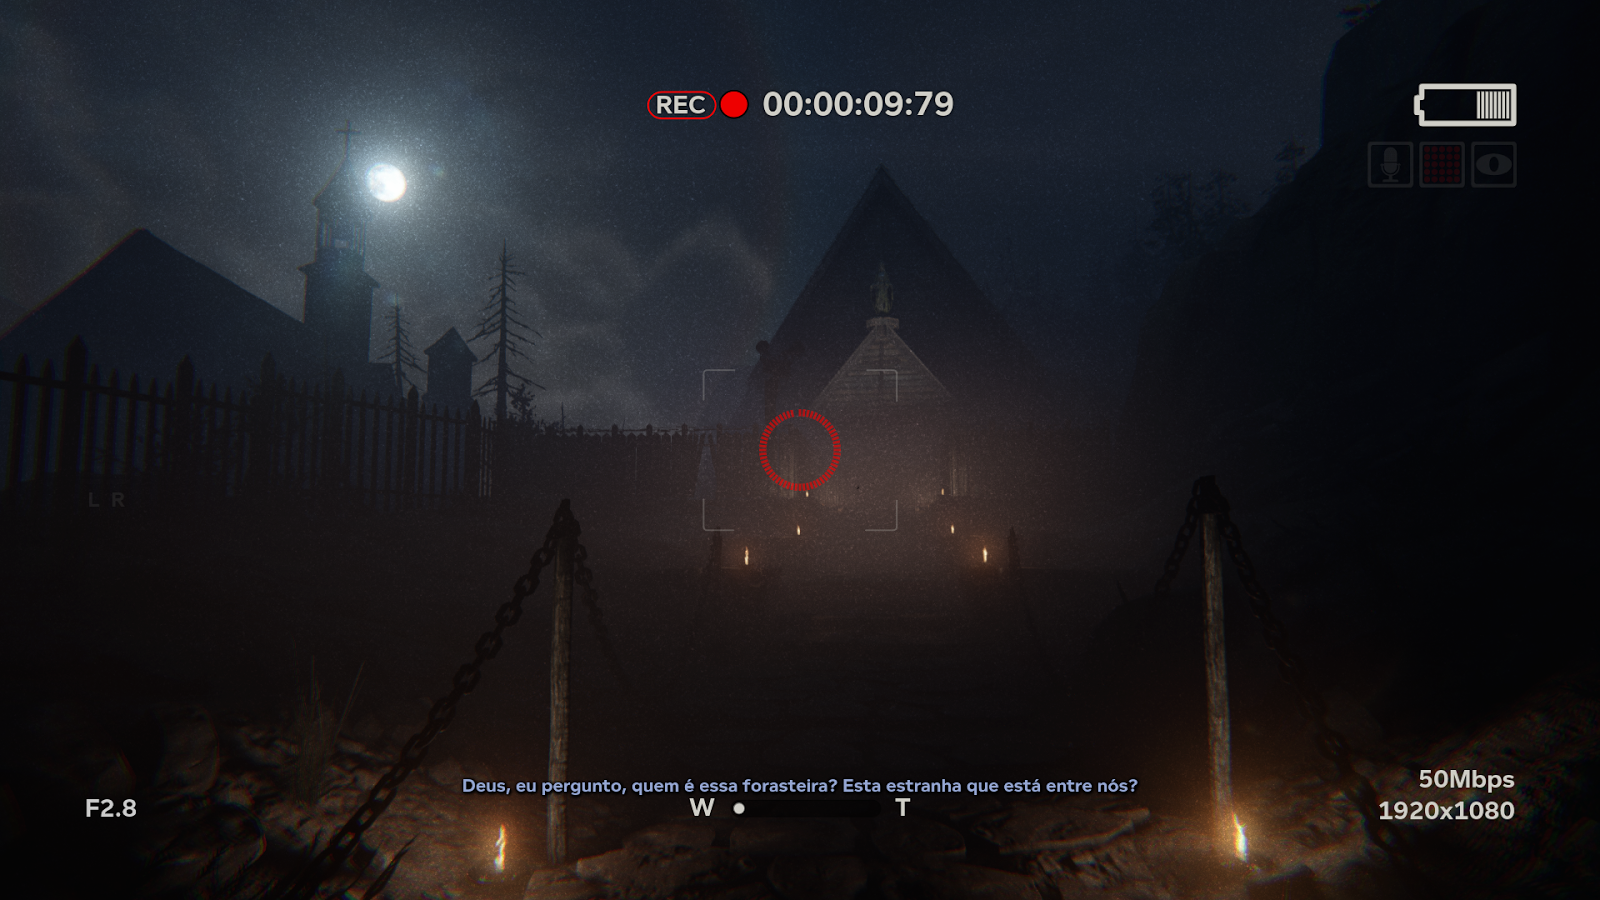 REC 00:00:09:79
L R
Deus, eu pergunto, quem é essa forasteira? Esta estranha que está entre nós?
W T
F2.8
50Mbps
1920x1080